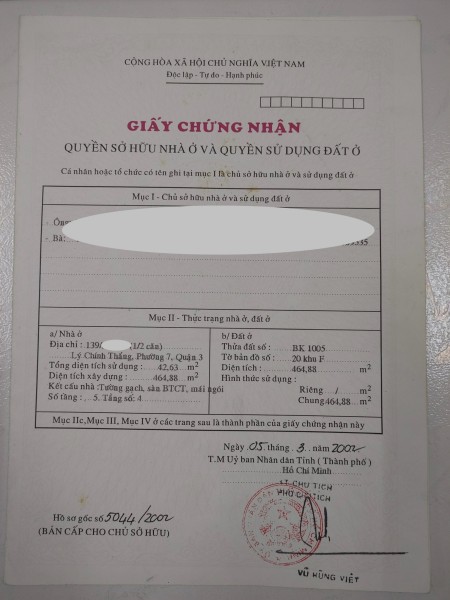 CỘNG HÒA XÃ HỘI CHỦ NGHĨA VIỆT NAM
Độc lập - Tự do - Hạnh phúc
GIẤY CHỨNG NHẬN
QUYỀN SỞ HỮU NHÀ Ở VÀ QUYỀN SỬ DỤNG ĐẤT Ở
Cá nhân hoặc tổ chức có tên ghi tại mục I là chủ sở hữu nhà ở và sử dụng đất ở
Mục I - Chủ sở hữu nhà ở và sử dụng đất ở
- Ông
- Bà:
Mục II - Thực trạng nhà ở, đất ở
a/ Nhà ở
Địa chỉ : 139/ (1/2 căn)
Lý Chính Thắng, Phường 7, Quận 3
Tổng diện tích sử dụng : 42,63 m2
Diện tích xây dựng : 464,88 m2
Kết cấu nhà : Tường gạch, sàn BTCT, mái ngói
Số tầng : 5. Tầng số: 4
b/ Đất ở
Thửa đất số : BK 1005
Tờ bản đồ số : 20 khu F
Diện tích : 464,88 m2
Hình thức sử dụng :
Riêng / m2
Chung 464,88 m2
Mục IIc, Mục III, Mục IV ở các trang sau là thành phần của giấy chứng nhận này
Ngày 05 tháng 3 năm 2002
T.M Uỷ ban Nhân dân Tỉnh ( Thành phố )
Hồ Chí Minh
CHỦ TỊCH
PHÓ CHỦ TỊCH
Hồ sơ gốc số 5044/2002
(BẢN CẤP CHO CHỦ SỞ HỮU)
VŨ HÙNG VIỆT